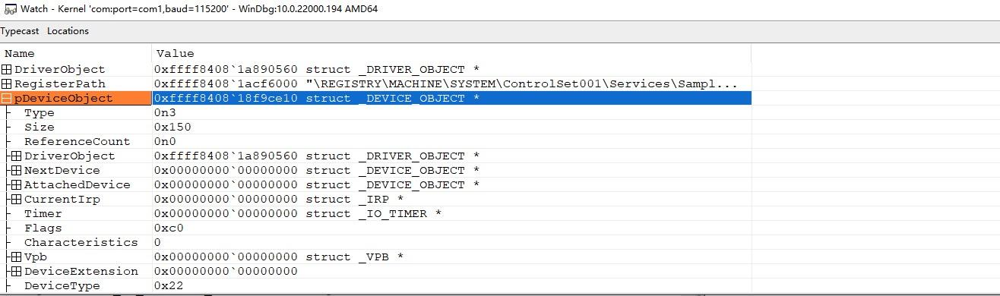 Watch - Kernel 'com:port=com1,baud=115200' - WinDbg:10.0.22000.194 AMD64
Typecast Locations
Name Value
DriverObject 0xffff8408`1a890560 struct _DRIVER_OBJECT *
RegisterPath 0xffff8408`1acf6000 "\REGISTRY\MACHINE\SYSTEM\ControlSet001\Services\Sampl...
pDeviceObject 0xffff8408`18f9ce10 struct _DEVICE_OBJECT *
Type 0n3
Size 0x150
ReferenceCount 0n0
DriverObject 0xffff8408`1a890560 struct _DRIVER_OBJECT *
NextDevice 0x00000000`00000000 struct _DEVICE_OBJECT *
AttachedDevice 0x00000000`00000000 struct _DEVICE_OBJECT *
CurrentIrp 0x00000000`00000000 struct _IRP *
Timer 0x00000000`00000000 struct _IO_TIMER *
Flags 0xc0
Characteristics 0
Vpb 0x00000000`00000000 struct _VPB *
DeviceExtension 0x00000000`00000000
DeviceType 0x22